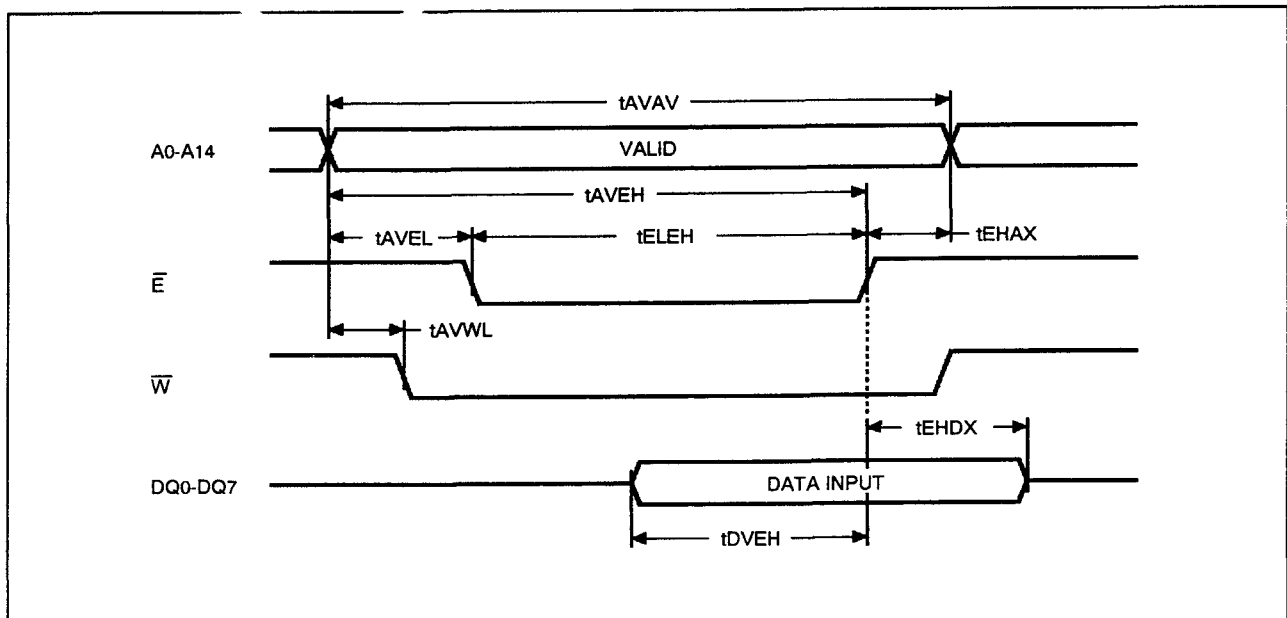 tAVAV
A0-A14
VALID
tAVEH
tAVEL
tELEH
tEHAX
E̅
tAVWL
W̅
tEHDX
DQ0-DQ7
DATA INPUT
tDVEH